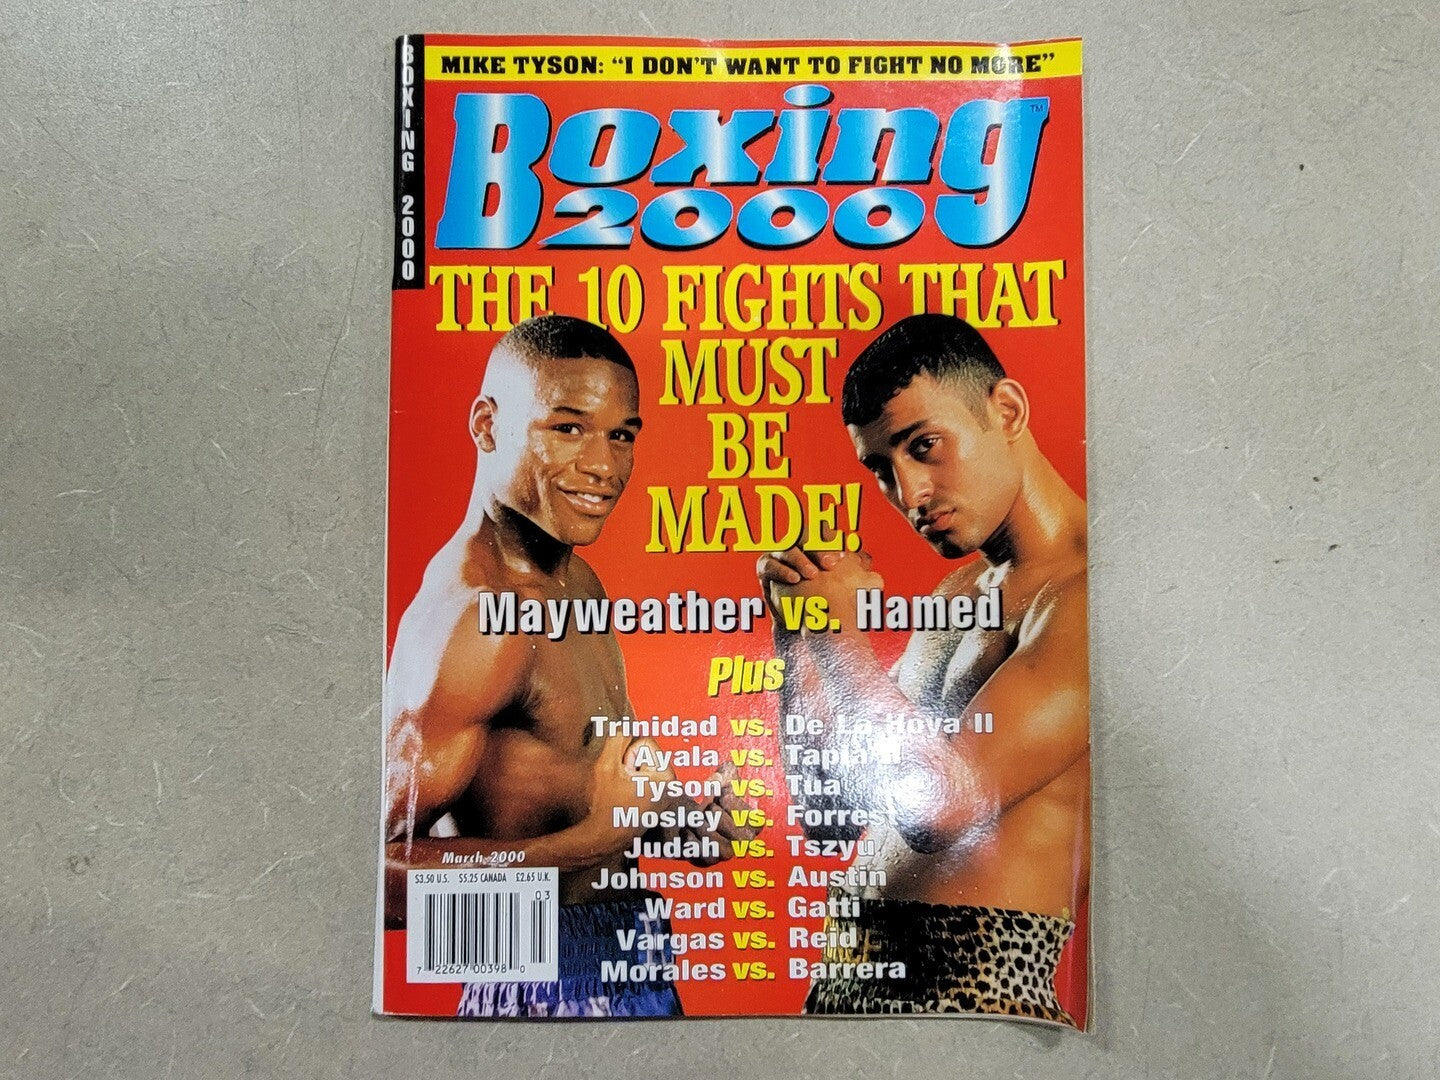 BOXING 2000
MIKE TYSON: "I DON'T WANT TO FIGHT NO MORE"
Boxing™
2000
THE 10 FIGHTS THAT
MUST
BE
MADE!
Mayweather vs. Hamed
Plus
Trinidad vs. De La Hoya II
Ayala vs. Tapia II
Tyson vs. Tua
Mosley vs. Forrest
Judah vs. Tszyu
Johnson vs. Austin
Ward vs. Gatti
Vargas vs. Reid
Morales vs. Barrera
March 2000
$3.50 U.S. $5.25 CANADA £2.65 U.K.
03
7 22627 00398 0